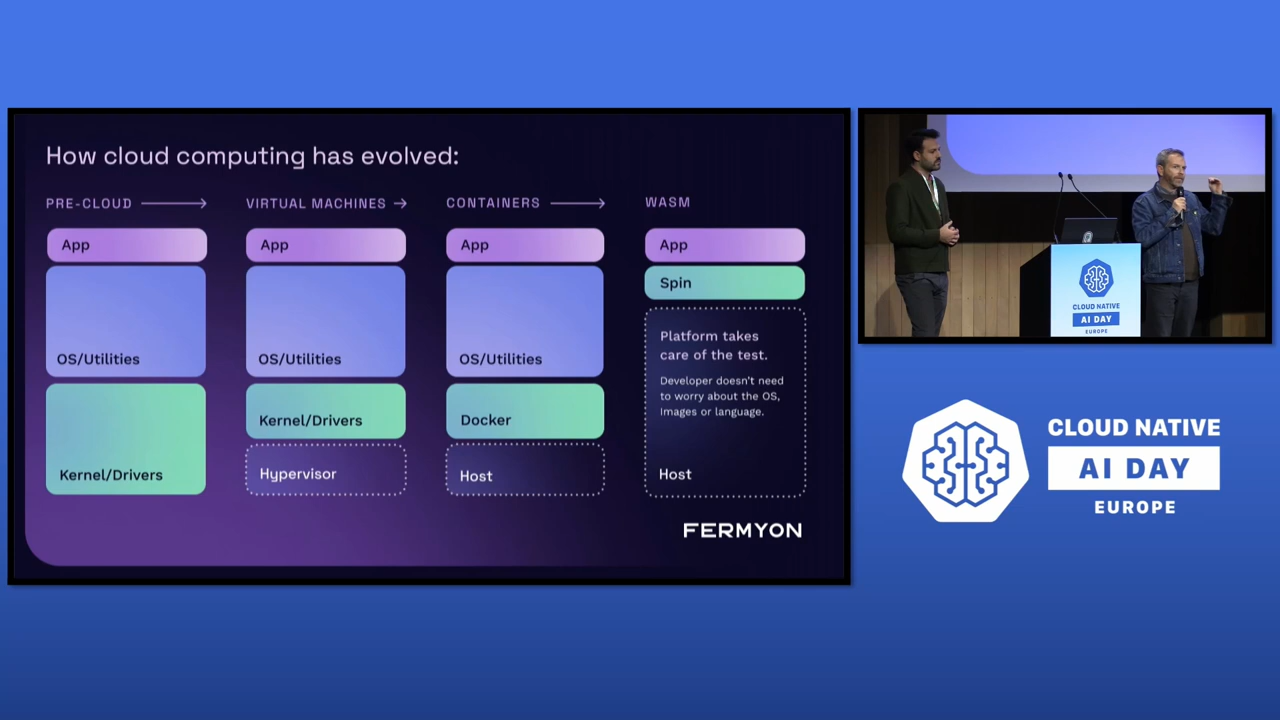 How cloud computing has evolved:
PRE-CLOUD
App
OS/Utilities
Kernel/Drivers
VIRTUAL MACHINES
App
OS/Utilities
Kernel/Drivers
Hypervisor
CONTAINERS
App
OS/Utilities
Docker
Host
WASM
App
Spin
Platform takes
care of the test.
Developer doesn't need
to worry about the OS,
Images or language.
Host
FERMYON
CLOUD NATIVE
AI DAY
EUROPE
CLOUD NATIVE
AI DAY
EUROPE